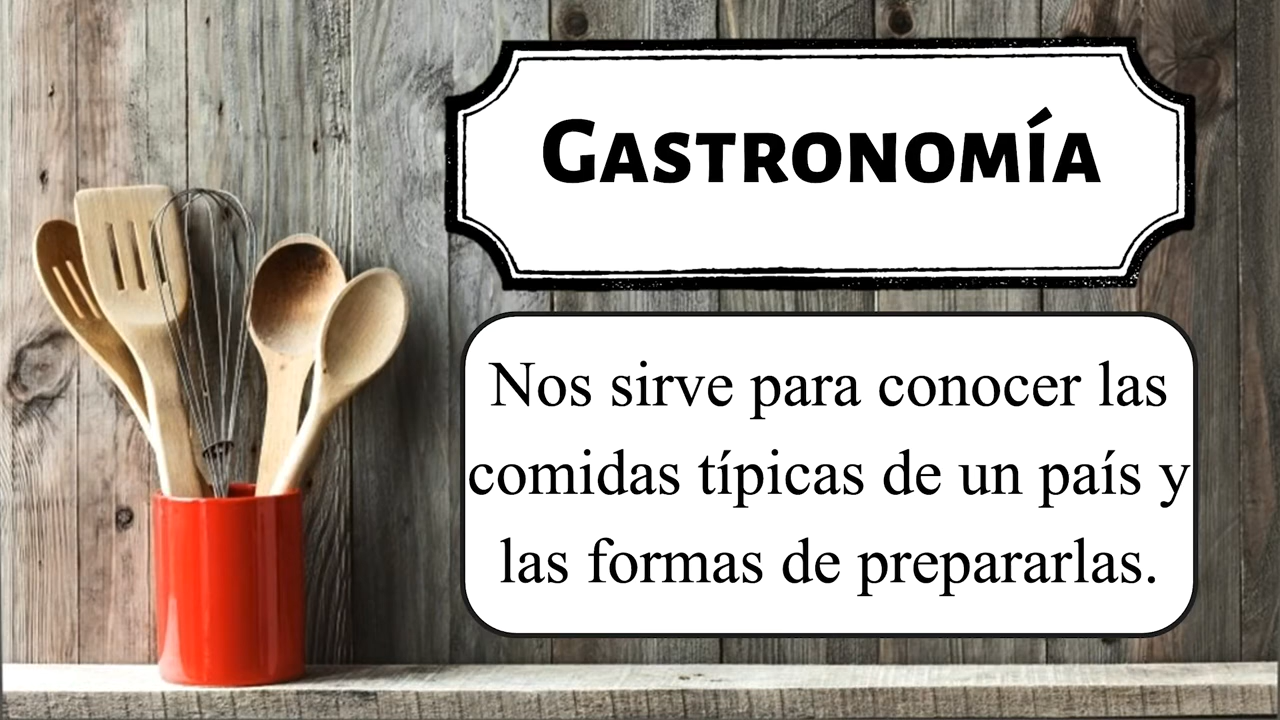 Gastronomía
Nos sirve para conocer las
comidas típicas de un país y
las formas de prepararlas.